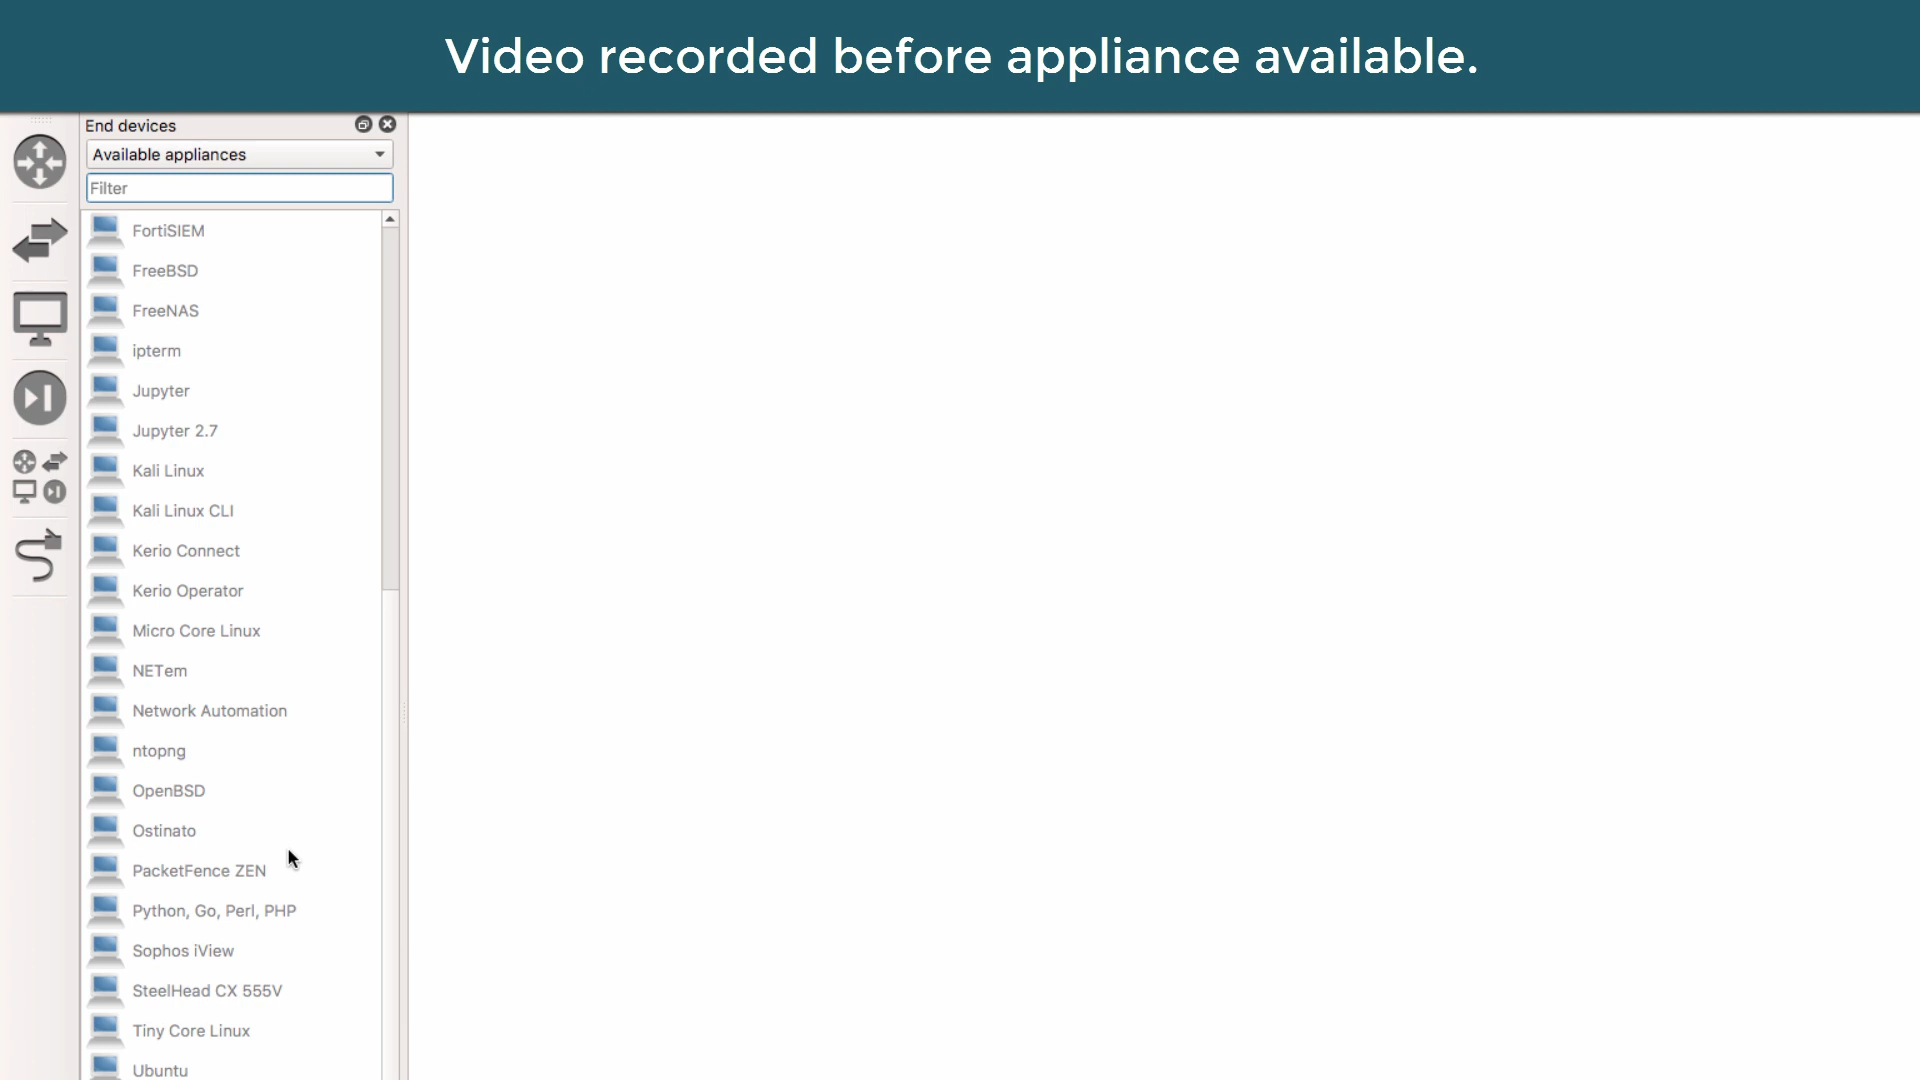 Video recorded before appliance available.
End devices
Available appliances
Filter
FortiSIEM
FreeBSD
FreeNAS
ipterm
Jupyter
Jupyter 2.7
Kali Linux
Kali Linux CLI
Kerio Connect
Kerio Operator
Micro Core Linux
NETem
Network Automation
ntopng
OpenBSD
Ostinato
PacketFence ZEN
Python, Go, Perl, PHP
Sophos iView
SteelHead CX 555V
Tiny Core Linux
Ubuntu